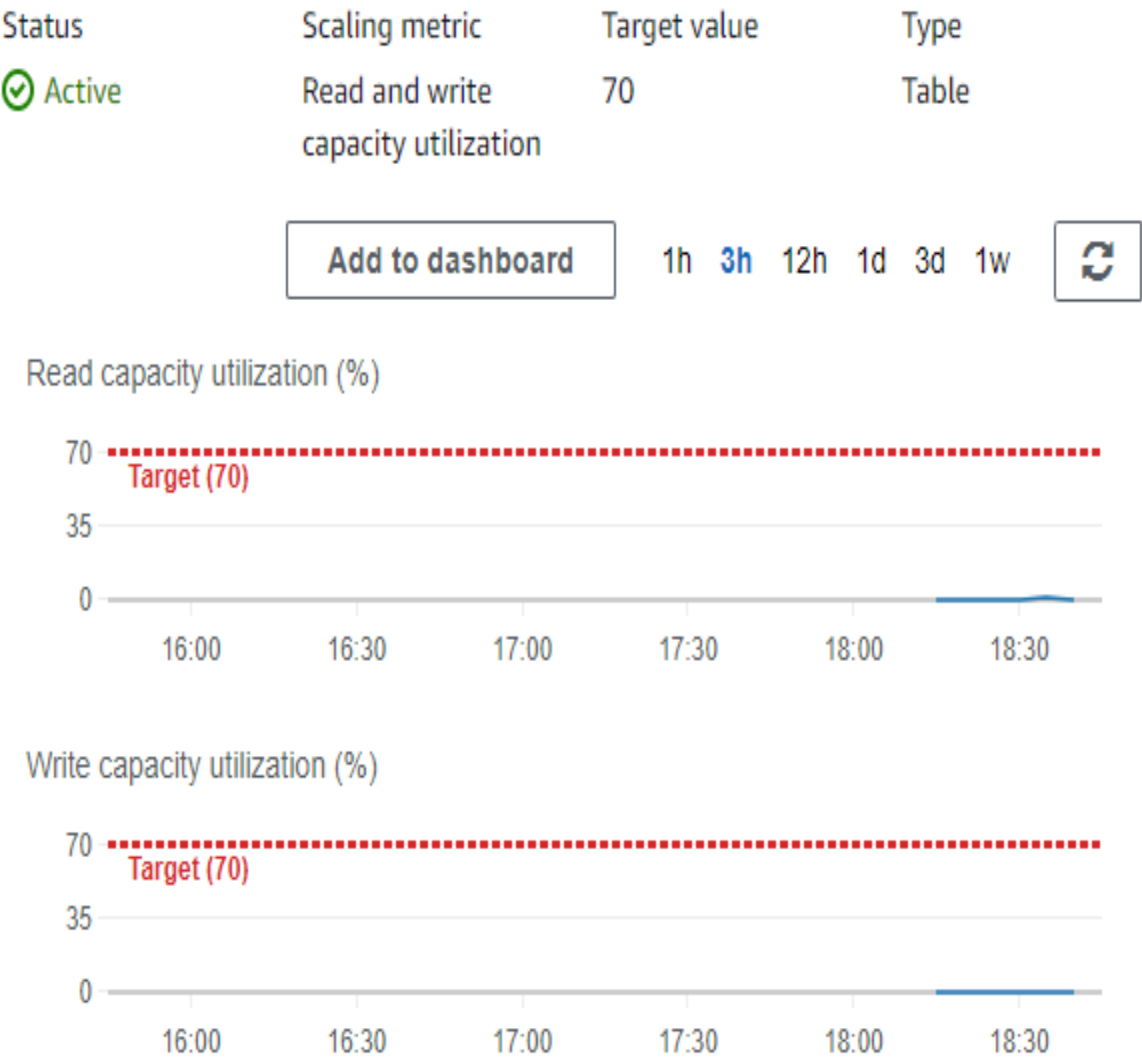 Status Scaling metric Target value Type
Active Read and write 70 Table
capacity utilization
Add to dashboard 1h 3h 12h 1d 3d 1w
Read capacity utilization (%)
70
Target (70)
35
0
16:00 16:30 17:00 17:30 18:00 18:30
Write capacity utilization (%)
70
Target (70)
35
0
16:00 16:30 17:00 17:30 18:00 18:30